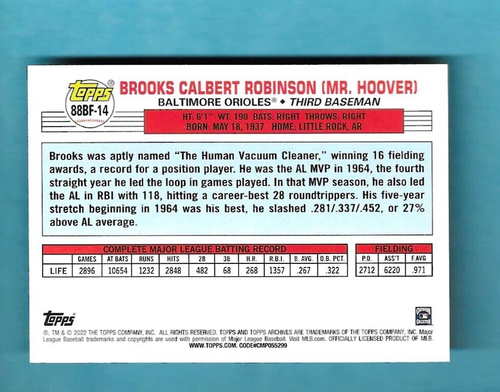 Topps
88BF-14
BROOKS CALBERT ROBINSON (MR. HOOVER)
BALTIMORE ORIOLES® • THIRD BASEMAN
HT: 6'1" WT: 190 BATS: RIGHT THROWS: RIGHT
BORN: MAY 18, 1937 HOME: LITTLE ROCK, AR
Brooks was aptly named "The Human Vacuum Cleaner," winning 16 fielding
awards, a record for a position player. He was the AL MVP in 1964, the
fourth straight year he led the loop in games played. In that MVP season, he also led
the AL in RBI with 118, hitting a career-best 28 roundtrippers. His five-year
stretch beginning in 1964 was his best, he slashed .281/.337/.452, or 27%
above AL average.
COMPLETE MAJOR LEAGUE BATTING RECORD FIELDING
GAMES AT BATS RUNS HITS 2B 3B H.R. R.B.I. B. AVG. O.B. PCT. P.O. ASS'T F.AVG
LIFE 2896 10654 1232 2848 482 68 268 1357 .267 .322 2712 6220 .971
Topps
®, TM & © 2022 THE TOPPS COMPANY, INC. ALL RIGHTS RESERVED. TOPPS AND TOPPS ARCHIVES ARE TRADEMARKS OF THE TOPPS COMPANY, INC. Major
League Baseball trademarks and copyrights are used with permission of Major League Baseball. Visit MLB.com. OFFICIALLY LICENSED PRODUCT OF MLB.
WWW.TOPPS.COM. CODE#CMP055299